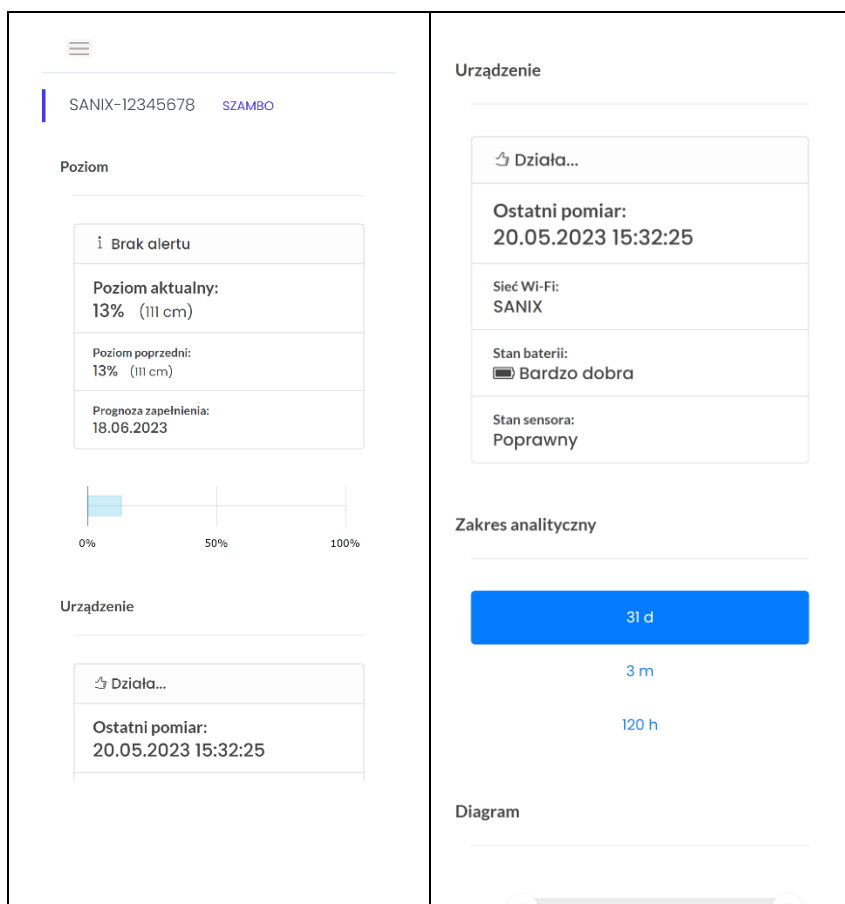 SANIX-12345678 SZAMBO
Poziom
Brak alertu
Poziom aktualny:
13% (111 cm)
Poziom poprzedni:
13% (111 cm)
Prognoza zapełnienia:
18.06.2023
0% 50% 100%
Urządzenie
Działa...
Ostatni pomiar:
20.05.2023 15:32:25
Urządzenie
Działa...
Ostatni pomiar:
20.05.2023 15:32:25
Sieć Wi-Fi:
SANIX
Stan baterii:
Bardzo dobra
Stan sensora:
Poprawny
Zakres analityczny
31 d
3 m
120 h
Diagram